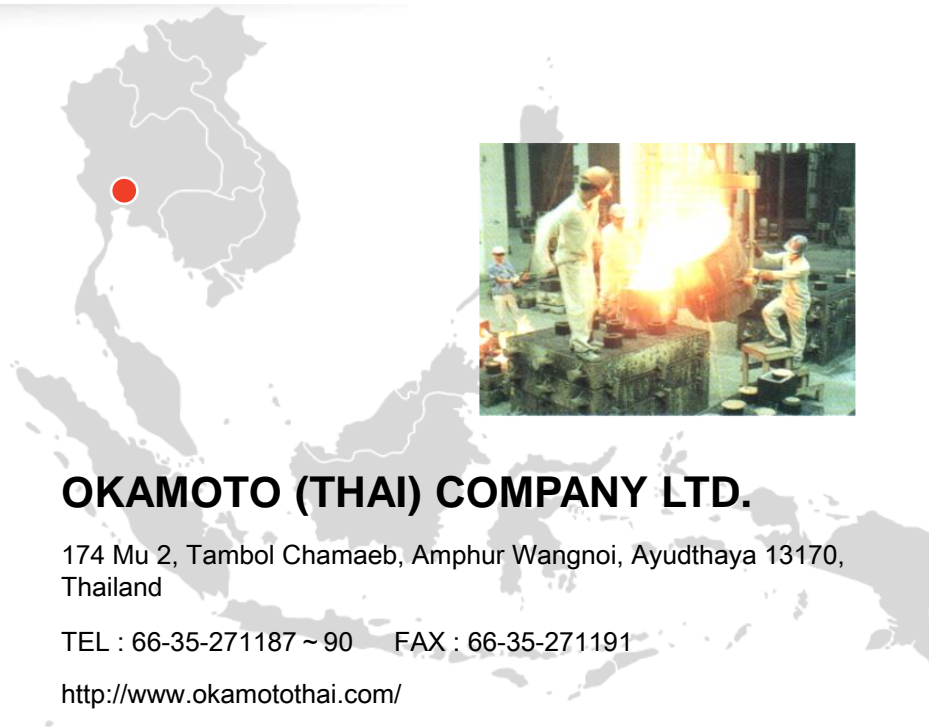 OKAMOTO (THAI) COMPANY LTD.
174 Mu 2, Tambol Chamaeb, Amphur Wangnoi, Ayudthaya 13170,
Thailand
TEL : 66-35-271187 ~ 90 FAX : 66-35-271191
http://www.okamotothai.com/